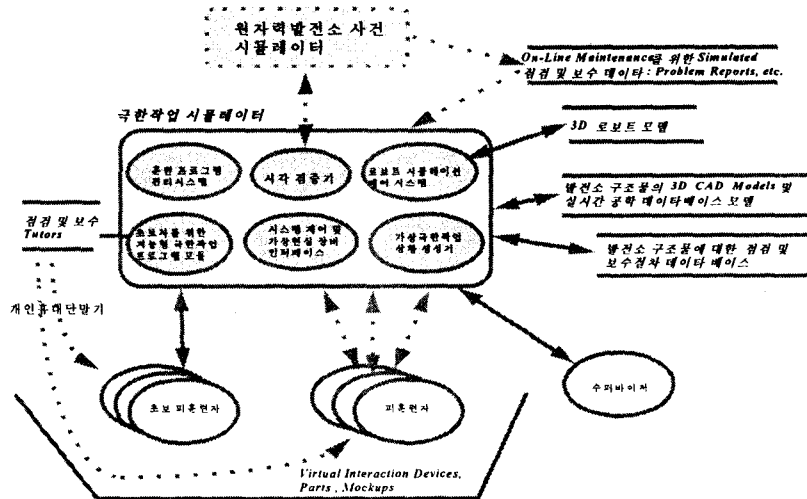 원자력발전소 사건
시뮬레이터
On-Line Maintenance를 위한 Simulated
점검 및 보수 데이타 : Problem Reports, etc.
극한작업 시뮬레이터
3D 로보트 모델
훈련 프로그램
관리시스템
시각 검증기
로보트 시뮬레이션
제어 시스템
발전소 구조물의 3D CAD Models 및
실시간 공학 데이타베이스 모델
점검 및 보수
Tutors
초보자를 위한
지능형 극한작업
프로그램 모듈
시스템 제어 및
가상현실 장비
인터페이스
가상극한작업
상황 생성기
발전소 구조물에 대한 점검 및
보수절차 데이타 베이스
개인휴대단말기
초보 피훈련자
피훈련자
수퍼바이저
Virtual Interaction Devices,
Parts , Mockups